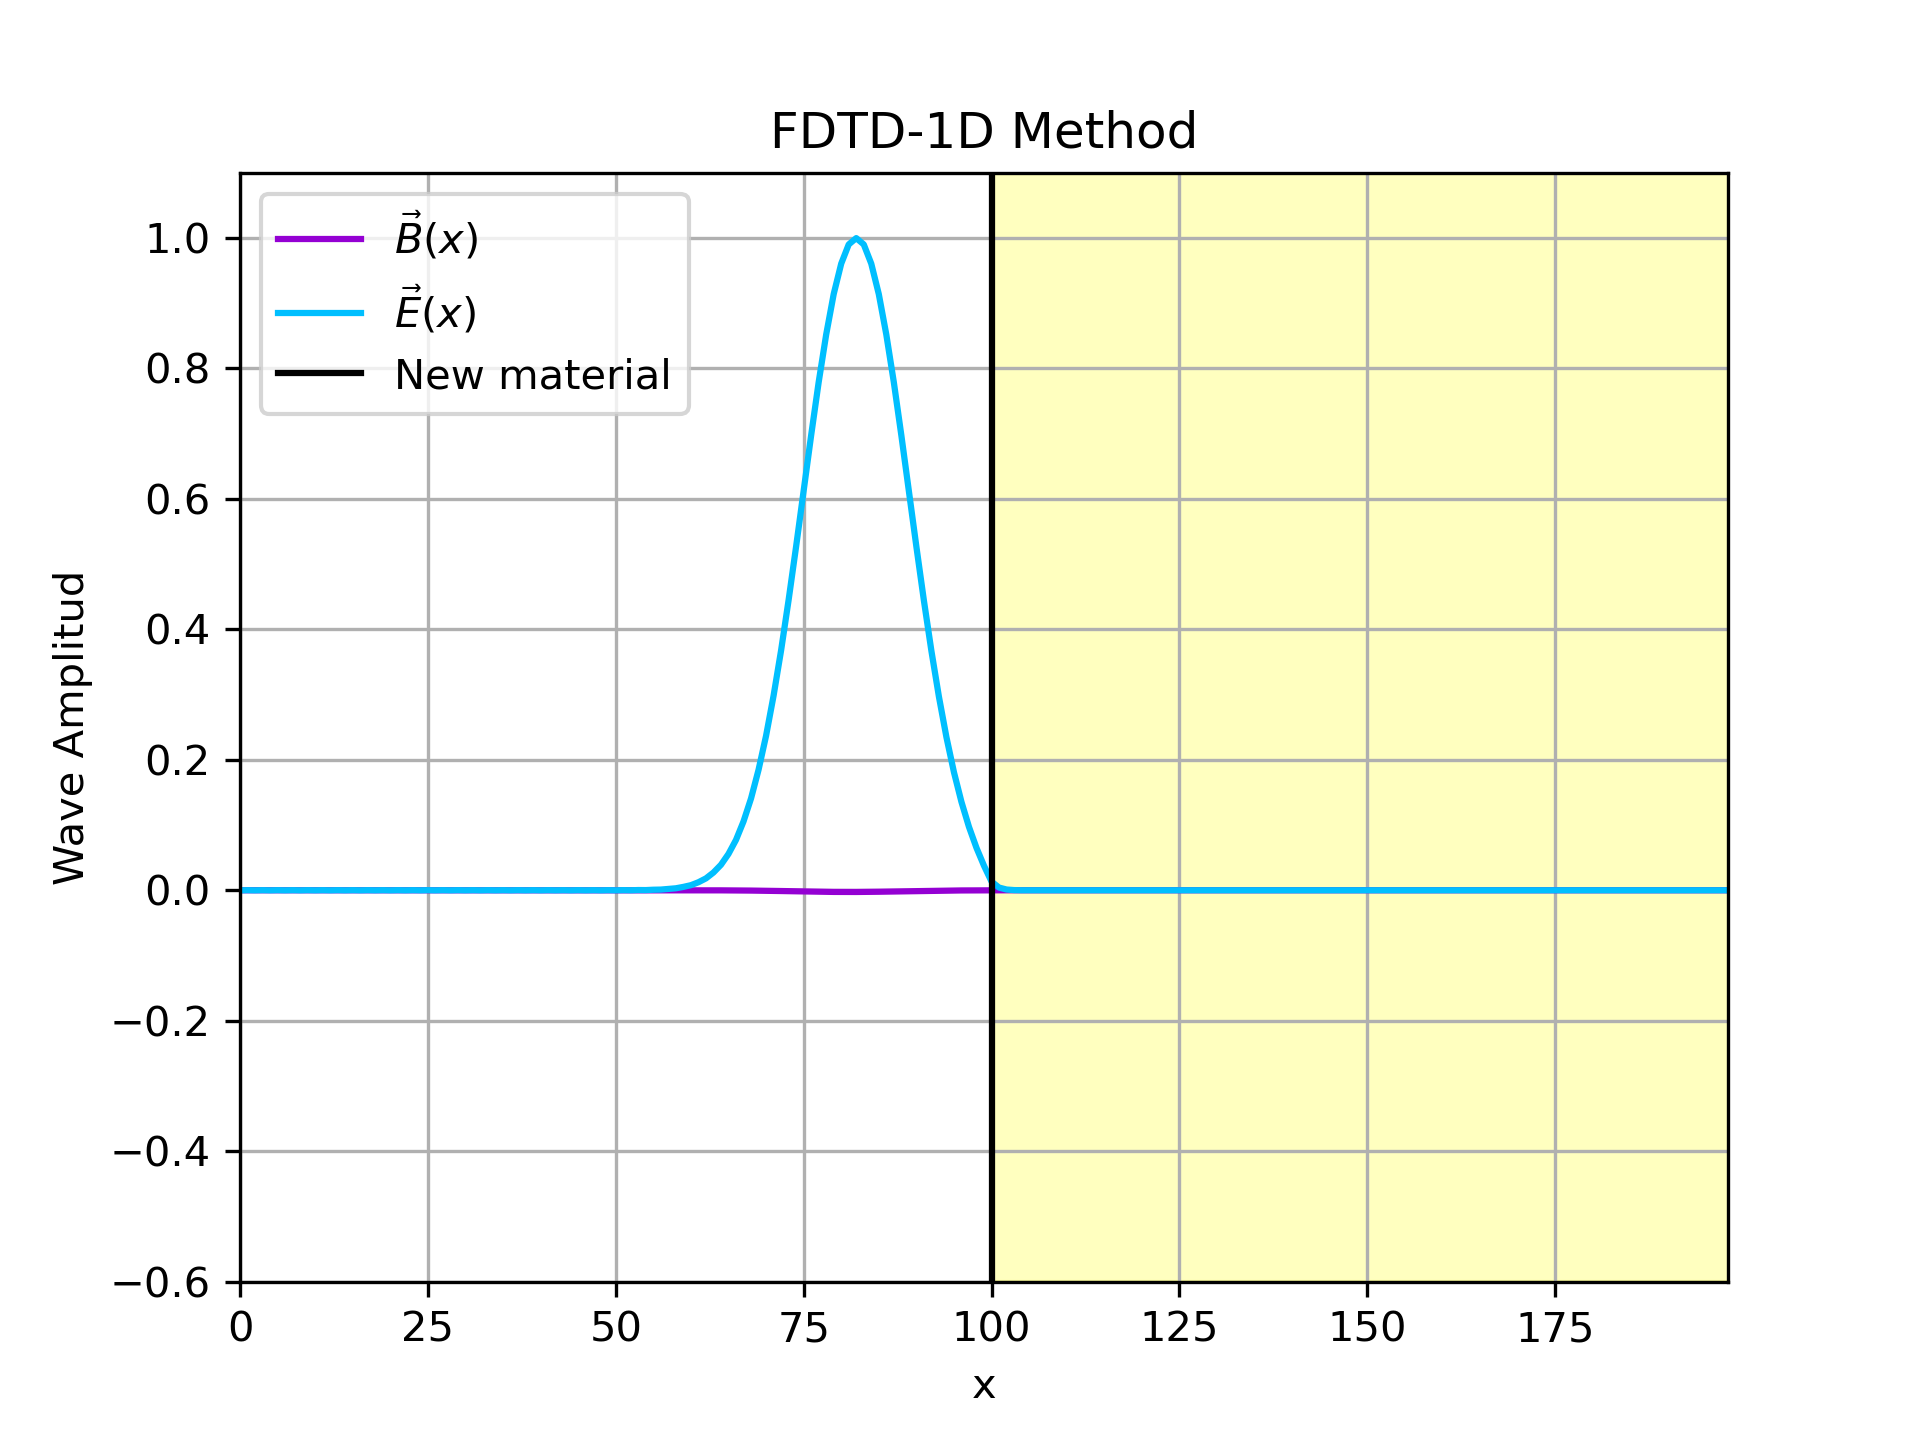 FDTD-1D Method
B⃗(x)
E⃗(x)
New material
1.0
0.8
0.6
0.4
0.2
0.0
−0.2
−0.4
−0.6
Wave Amplitud
0 25 50 75 100 125 150 175
x